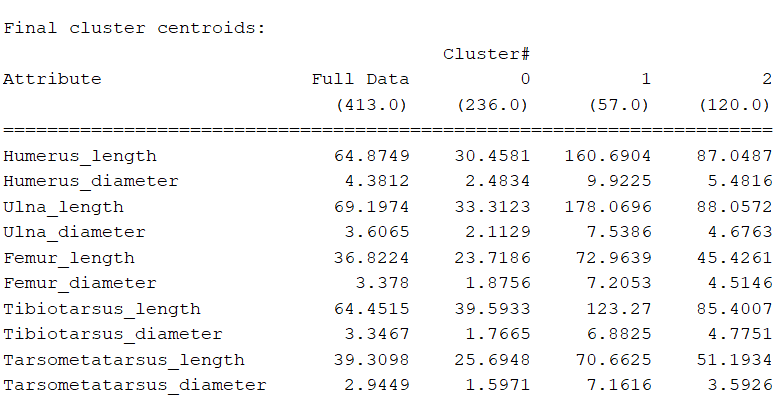 Final cluster centroids:
Cluster#
Attribute Full Data 0 1 2
(413.0) (236.0) (57.0) (120.0)
======================================================================
Humerus_length 64.8749 30.4581 160.6904 87.0487
Humerus_diameter 4.3812 2.4834 9.9225 5.4816
Ulna_length 69.1974 33.3123 178.0696 88.0572
Ulna_diameter 3.6065 2.1129 7.5386 4.6763
Femur_length 36.8224 23.7186 72.9639 45.4261
Femur_diameter 3.378 1.8756 7.2053 4.5146
Tibiotarsus_length 64.4515 39.5933 123.27 85.4007
Tibiotarsus_diameter 3.3467 1.7665 6.8825 4.7751
Tarsometatarsus_length 39.3098 25.6948 70.6625 51.1934
Tarsometatarsus_diameter 2.9449 1.5971 7.1616 3.5926